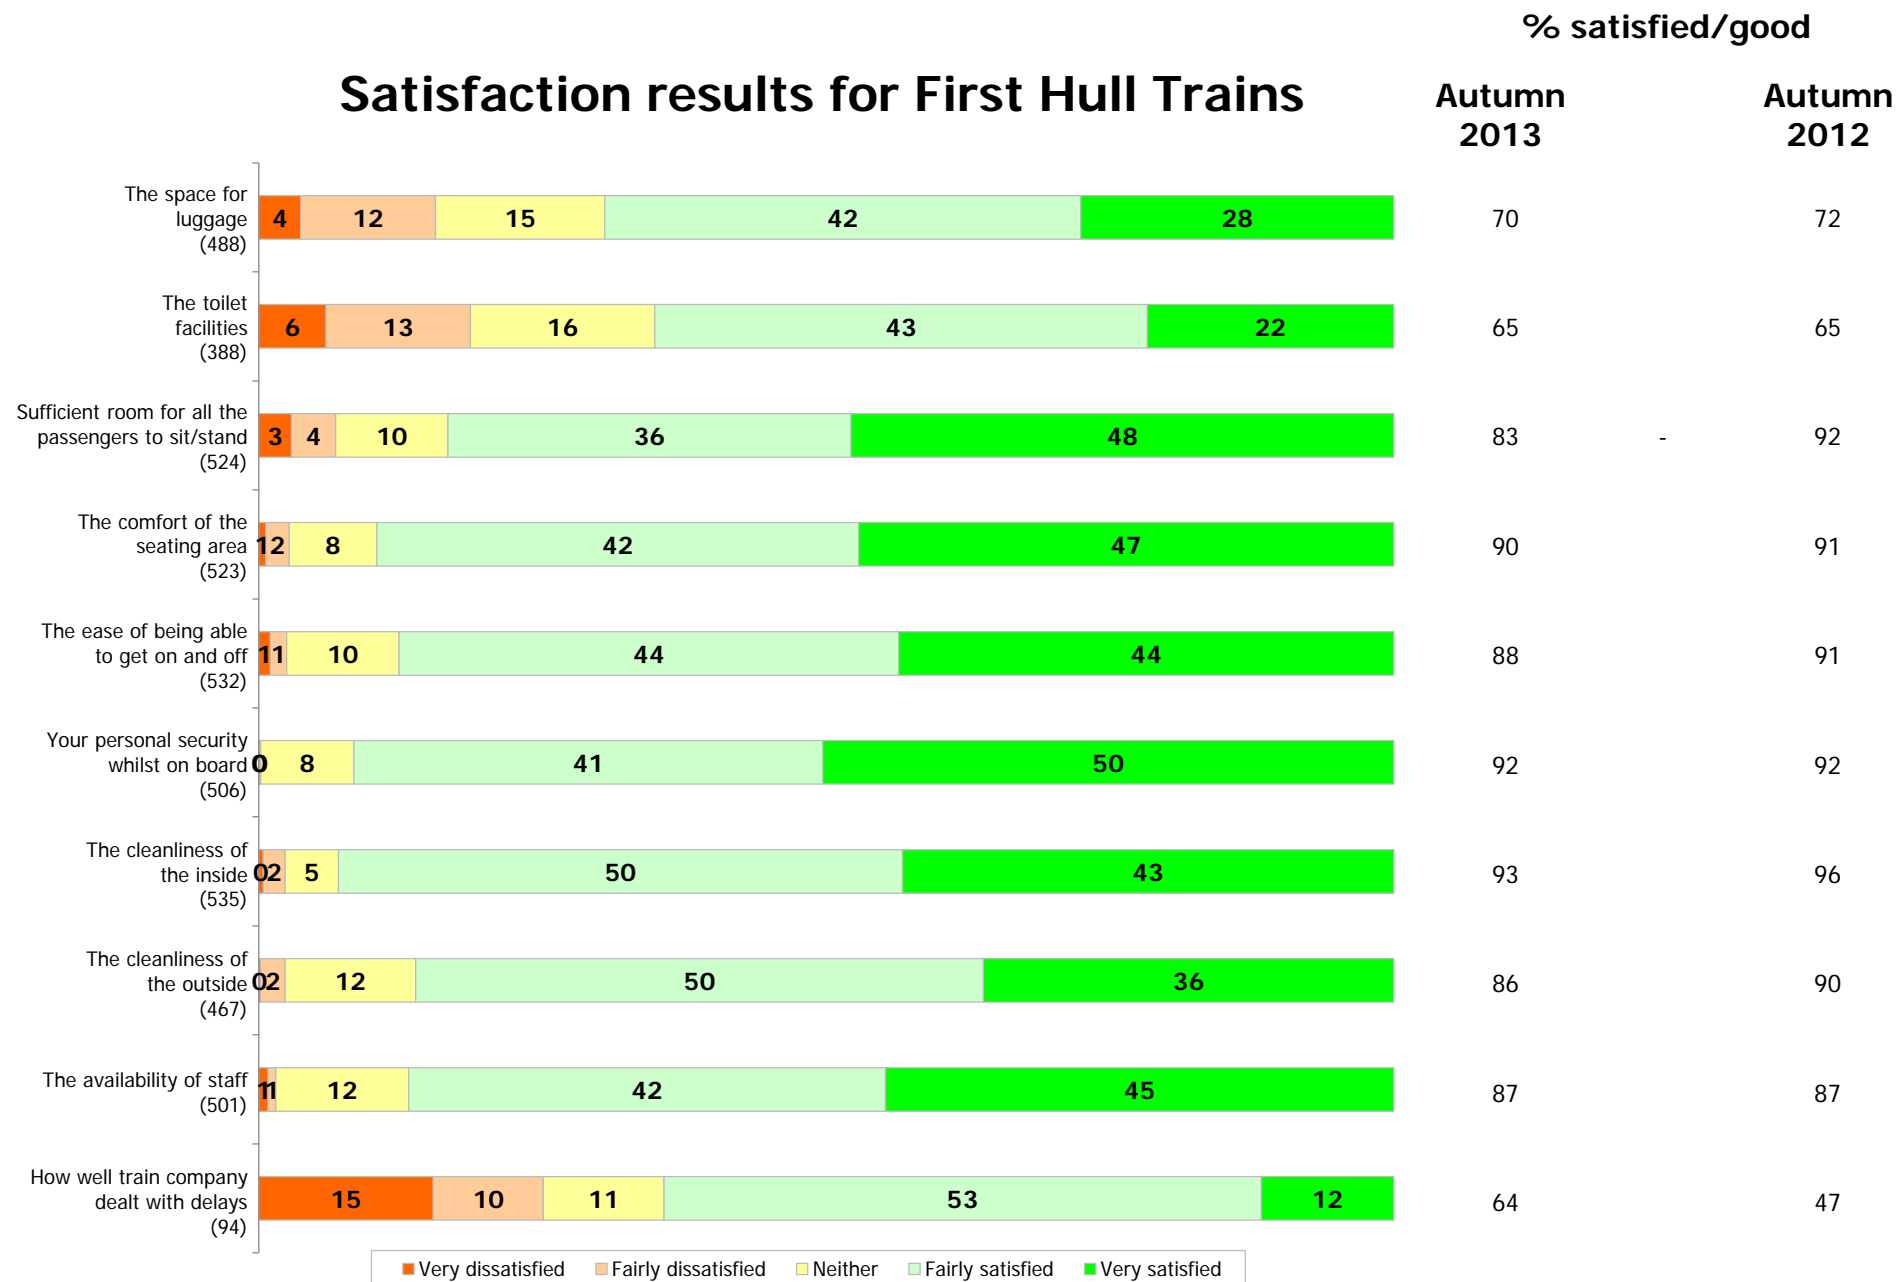 % satisfied/good
Satisfaction results for First Hull Trains
Autumn 2013
Autumn 2012
The space for
luggage
(488)
4 12 15 42 28 70 72
The toilet
facilities
(388)
6 13 16 43 22 65 65
Sufficient room for all the
passengers to sit/stand
(524)
3 4 10 36 48 83 - 92
The comfort of the
seating area
(523)
1 2 8 42 47 90 91
The ease of being able
to get on and off
(532)
1 1 10 44 44 88 91
Your personal security
whilst on board
(506)
0 8 41 50 92 92
The cleanliness of
the inside
(535)
0 2 5 50 43 93 96
The cleanliness of
the outside
(467)
0 2 12 50 36 86 90
The availability of staff
(501)
1 1 12 42 45 87 87
How well train company
dealt with delays
(94)
15 10 11 53 12 64 47
Very dissatisfied Fairly dissatisfied Neither Fairly satisfied Very satisfied